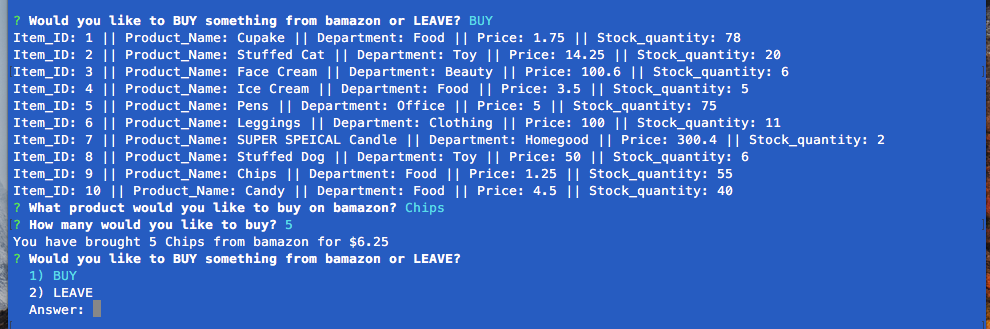 ? Would you like to BUY something from bamazon or LEAVE? BUY
Item_ID: 1 || Product_Name: Cupake || Department: Food || Price: 1.75 || Stock_quantity: 78
Item_ID: 2 || Product_Name: Stuffed Cat || Department: Toy || Price: 14.25 || Stock_quantity: 20
Item_ID: 3 || Product_Name: Face Cream || Department: Beauty || Price: 100.6 || Stock_quantity: 6
Item_ID: 4 || Product_Name: Ice Cream || Department: Food || Price: 3.5 || Stock_quantity: 5
Item_ID: 5 || Product_Name: Pens || Department: Office || Price: 5 || Stock_quantity: 75
Item_ID: 6 || Product_Name: Leggings || Department: Clothing || Price: 100 || Stock_quantity: 11
Item_ID: 7 || Product_Name: SUPER SPEICAL Candle || Department: Homegood || Price: 300.4 || Stock_quantity: 2
Item_ID: 8 || Product_Name: Stuffed Dog || Department: Toy || Price: 50 || Stock_quantity: 6
Item_ID: 9 || Product_Name: Chips || Department: Food || Price: 1.25 || Stock_quantity: 55
Item_ID: 10 || Product_Name: Candy || Department: Food || Price: 4.5 || Stock_quantity: 40
? What product would you like to buy on bamazon? Chips
? How many would you like to buy? 5
You have brought 5 Chips from bamazon for $6.25
? Would you like to BUY something from bamazon or LEAVE?
1) BUY
2) LEAVE
Answer: